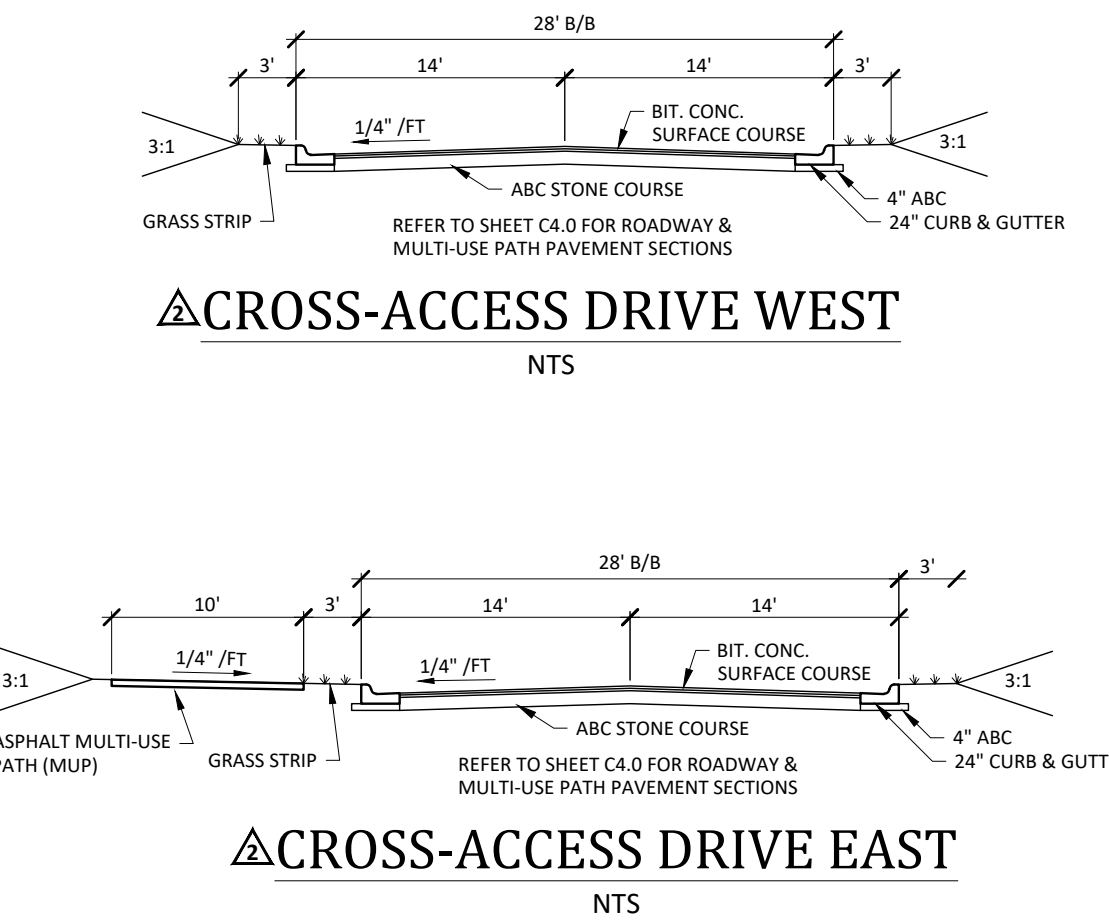 28' B/B
3'
14'
14'
3'
1/4" /FT
BIT. CONC.
SURFACE COURSE
3:1
3:1
ABC STONE COURSE
4" ABC
GRASS STRIP
24" CURB & GUTTER
REFER TO SHEET C4.0 FOR ROADWAY &
MULTI-USE PATH PAVEMENT SECTIONS
2 CROSS-ACCESS DRIVE WEST
NTS
28' B/B
3'
10'
3'
14'
14'
1/4" /FT
1/4" /FT
BIT. CONC.
SURFACE COURSE
3:1
3:1
ABC STONE COURSE
ASPHALT MULTI-USE
PATH (MUP)
GRASS STRIP
4" ABC
24" CURB & GUTT
REFER TO SHEET C4.0 FOR ROADWAY &
MULTI-USE PATH PAVEMENT SECTIONS
2 CROSS-ACCESS DRIVE EAST
NTS